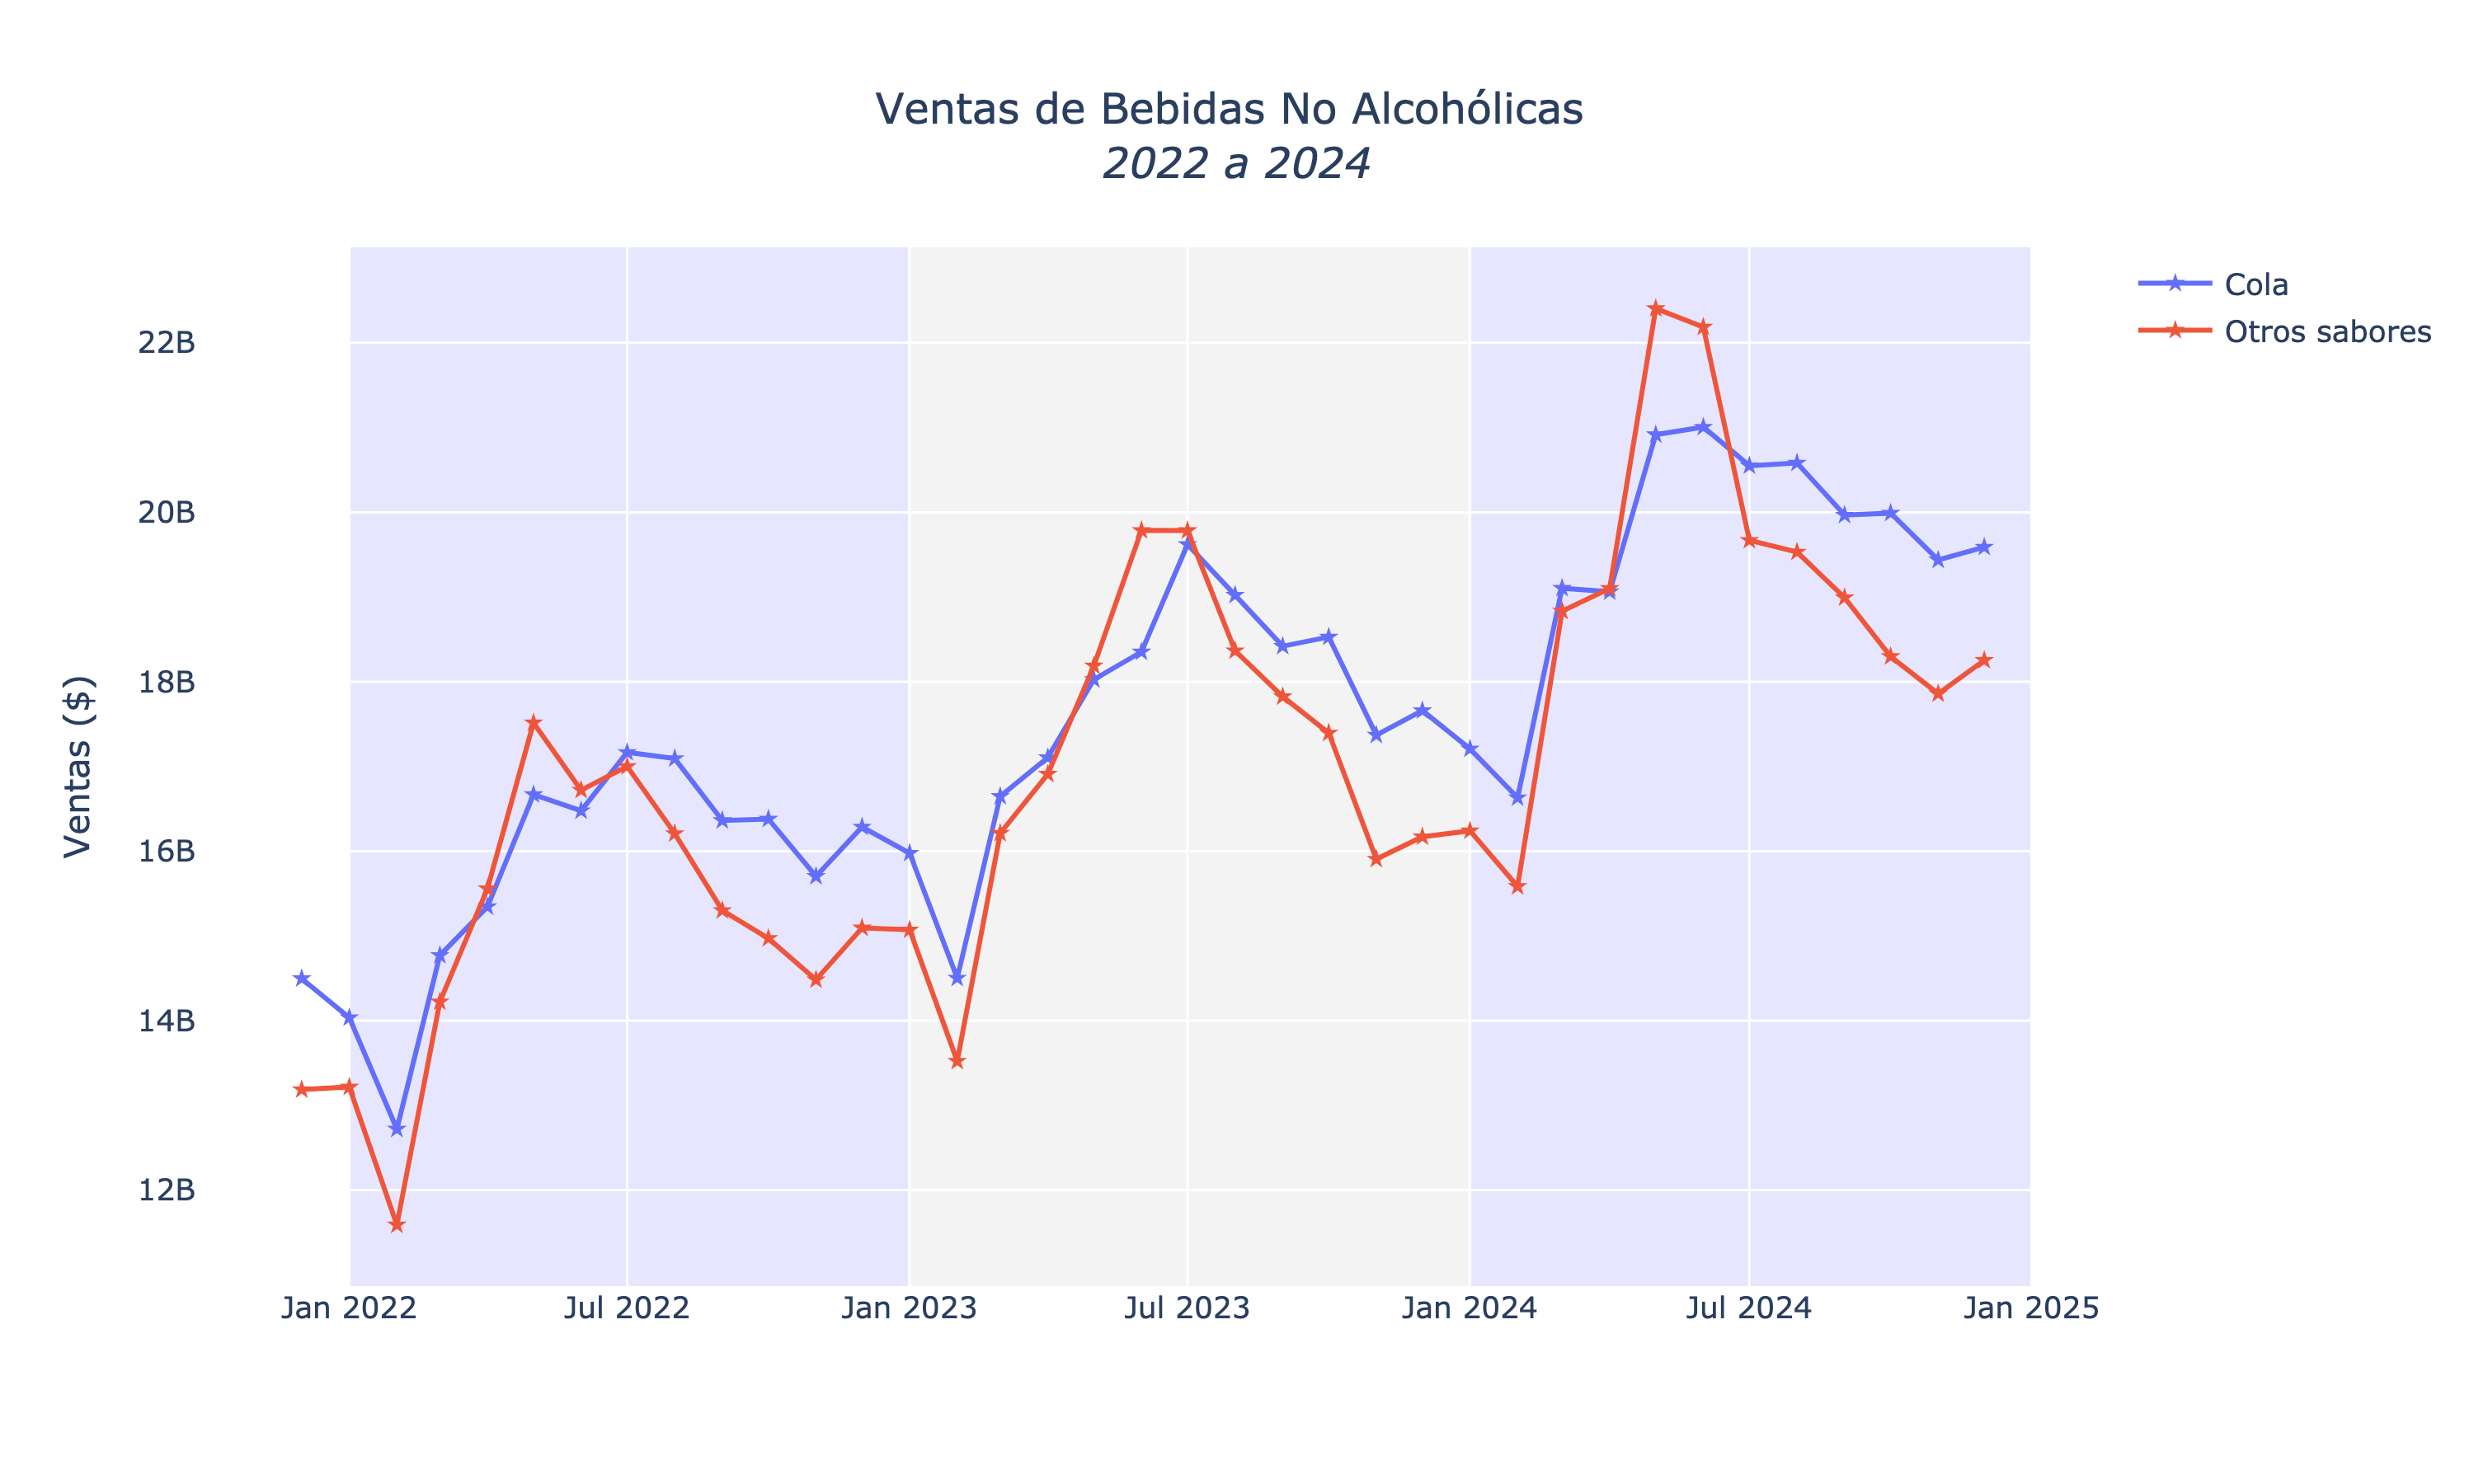 Ventas de Bebidas No Alcohólicas
2022 a 2024
Cola
Otros sabores
Ventas ($)
22B
20B
18B
16B
14B
12B
Jan 2022
Jul 2022
Jan 2023
Jul 2023
Jan 2024
Jul 2024
Jan 2025